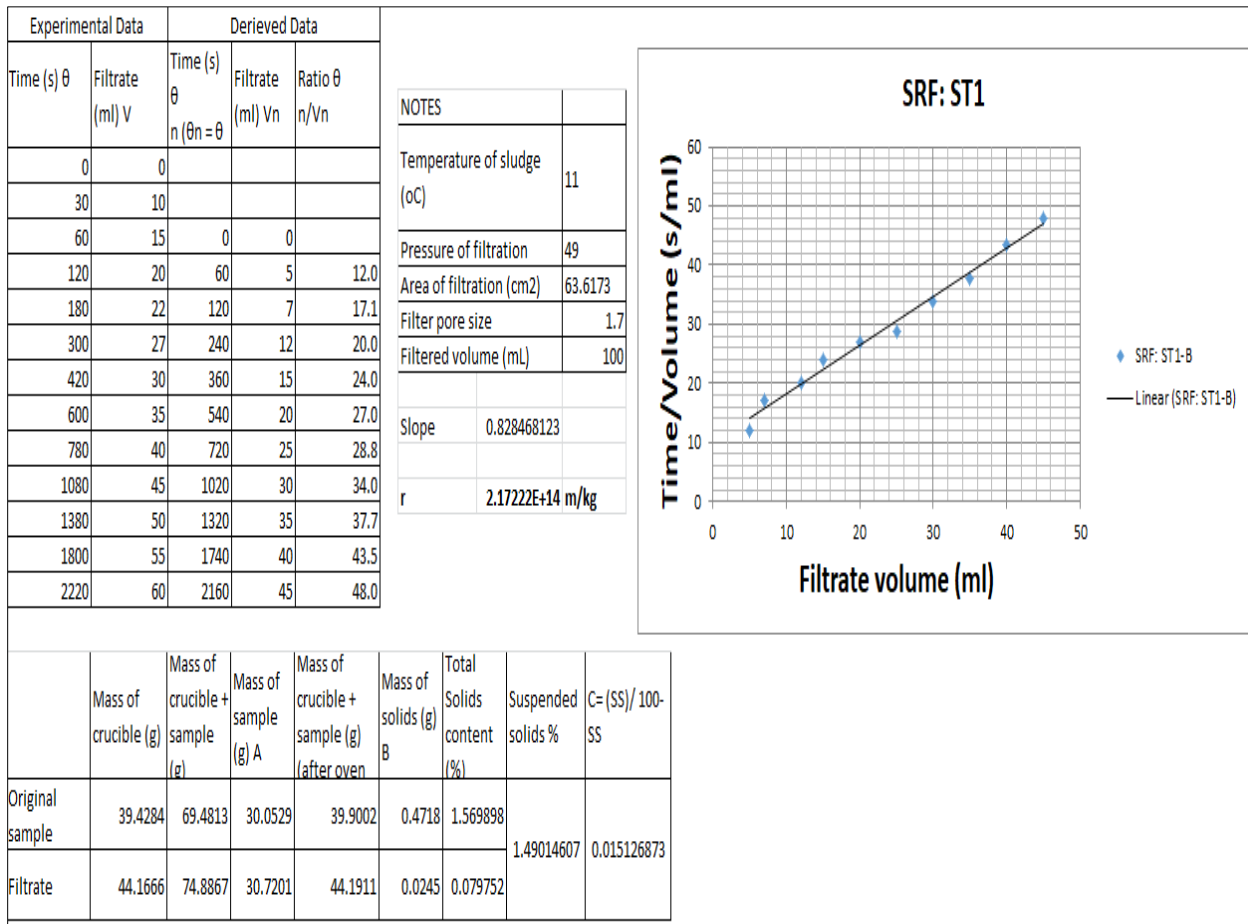 Experimental Data Derieved Data
Time (s) θ Filtrate (ml) V Time (s) θ n (θn = θ Filtrate (ml) Vn Ratio θ n/Vn
0 0
30 10
60 15 0 0
120 20 60 5 12.0
180 22 120 7 17.1
300 27 240 12 20.0
420 30 360 15 24.0
600 35 540 20 27.0
780 40 720 25 28.8
1080 45 1020 30 34.0
1380 50 1320 35 37.7
1800 55 1740 40 43.5
2220 60 2160 45 48.0
NOTES
Temperature of sludge (oC) 11
Pressure of filtration 49
Area of filtration (cm2) 63.6173
Filter pore size 1.7
Filtered volume (mL) 100
Slope 0.828468123
r 2.17222E+14 m/kg
SRF: ST1
Time/Volume (s/ml)
60
50
40
30
20
10
0
0 10 20 30 40 50
Filtrate volume (ml)
SRF: ST1-B
Linear (SRF: ST1-B)
Mass of crucible (g) Mass of crucible + sample (g) Mass of sample (g) A Mass of crucible + sample (g) (after oven Mass of solids (g) B Total Solids content (%) Suspended solids % C= (SS)/ 100-SS
Original sample 39.4284 69.4813 30.0529 39.9002 0.4718 1.569898
1.49014607 0.015126873
Filtrate 44.1666 74.8867 30.7201 44.1911 0.0245 0.079752